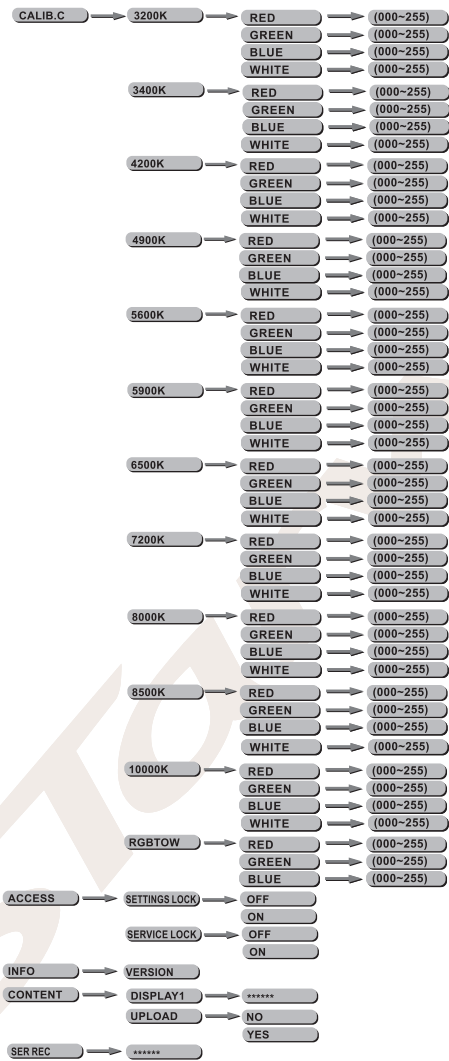 CALIB.C 3200K RED (000~255)
GREEN (000~255)
BLUE (000~255)
WHITE (000~255)
3400K RED (000~255)
GREEN (000~255)
BLUE (000~255)
WHITE (000~255)
4200K RED (000~255)
GREEN (000~255)
BLUE (000~255)
WHITE (000~255)
4900K RED (000~255)
GREEN (000~255)
BLUE (000~255)
WHITE (000~255)
5600K RED (000~255)
GREEN (000~255)
BLUE (000~255)
WHITE (000~255)
5900K RED (000~255)
GREEN (000~255)
BLUE (000~255)
WHITE (000~255)
6500K RED (000~255)
GREEN (000~255)
BLUE (000~255)
WHITE (000~255)
7200K RED (000~255)
GREEN (000~255)
BLUE (000~255)
WHITE (000~255)
8000K RED (000~255)
GREEN (000~255)
BLUE (000~255)
WHITE (000~255)
8500K RED (000~255)
GREEN (000~255)
BLUE (000~255)
WHITE (000~255)
10000K RED (000~255)
GREEN (000~255)
BLUE (000~255)
WHITE (000~255)
RGBTOW RED (000~255)
GREEN (000~255)
BLUE (000~255)
ACCESS SETTINGS LOCK OFF
ON
SERVICE LOCK OFF
ON
INFO VERSION
CONTENT DISPLAY1 ******
UPLOAD NO
YES
SER REC ******